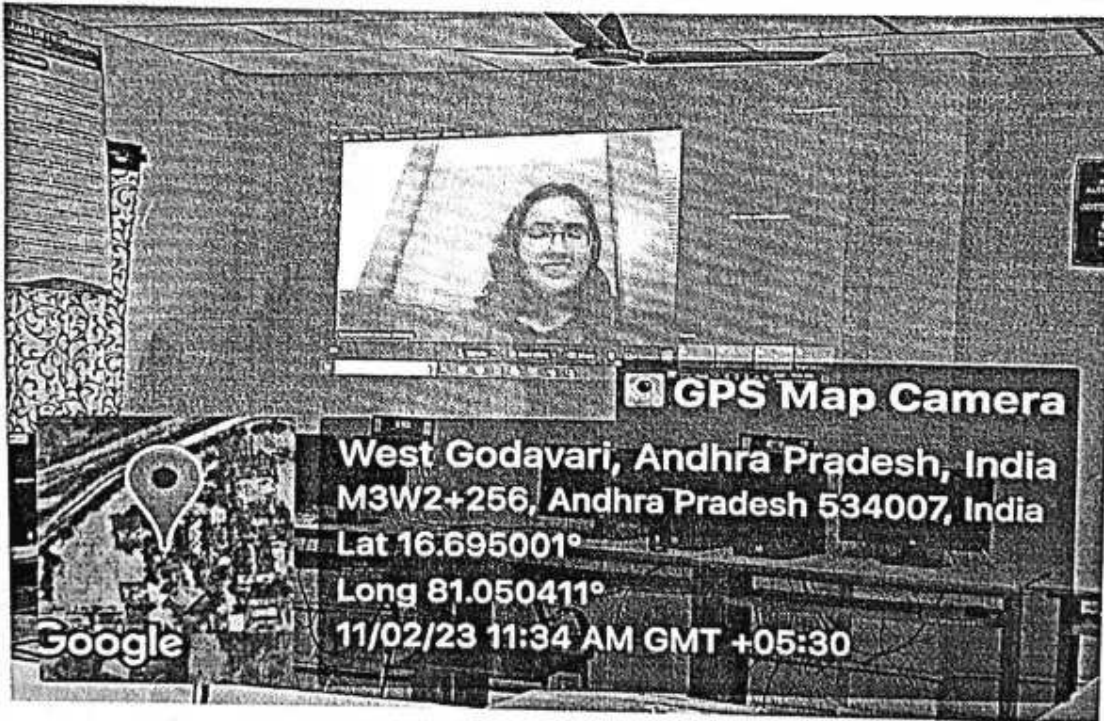 GPS Map Camera
West Godavari, Andhra Pradesh, India
M3W2+256, Andhra Pradesh 534007, India
Lat 16.695001°
Long 81.050411°
11/02/23 11:34 AM GMT +05:30
Google